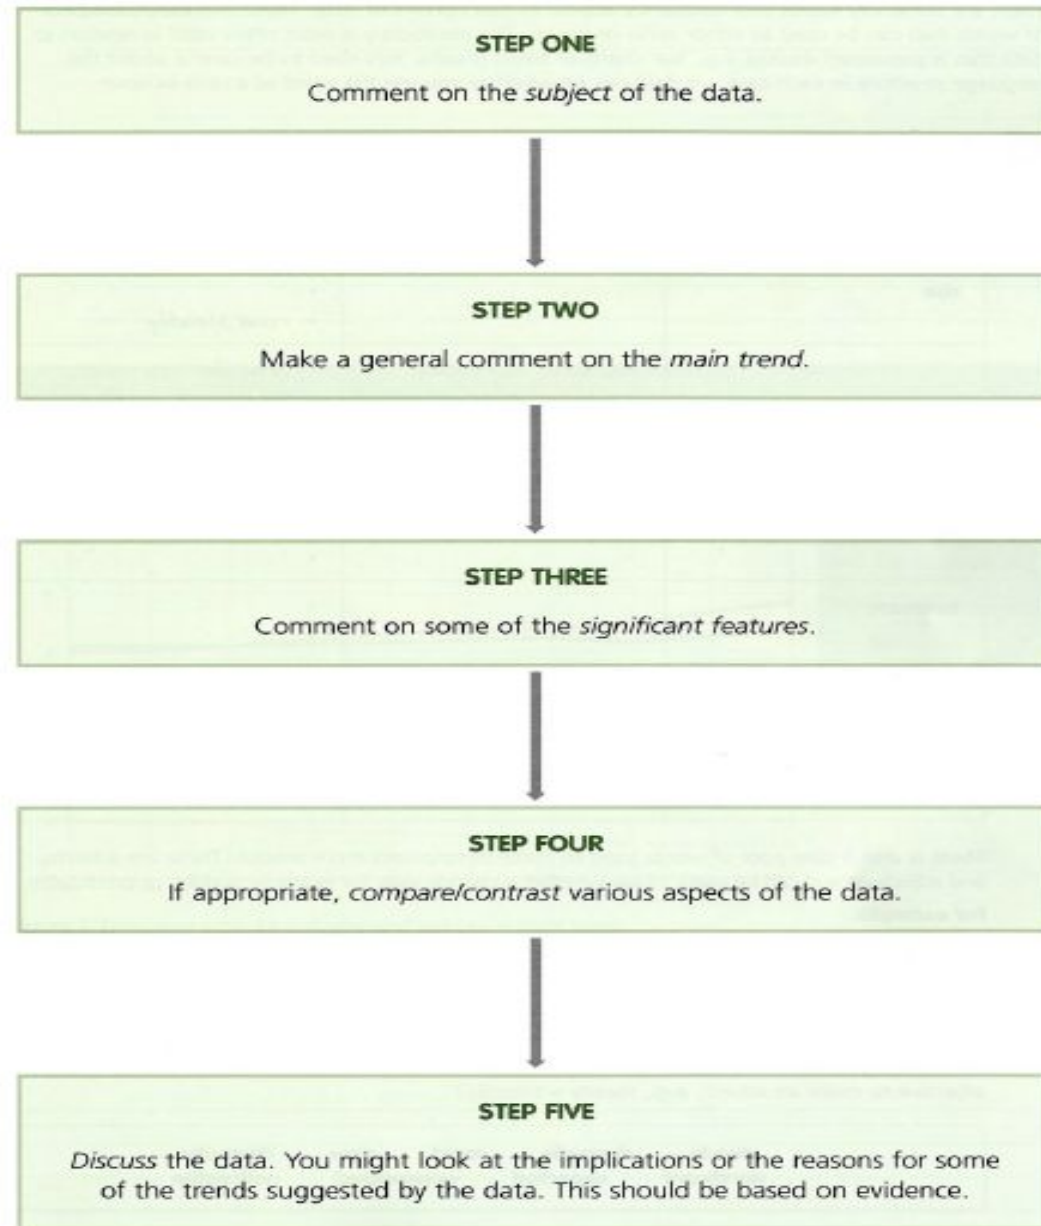 STEP ONE
Comment on the subject of the data.
STEP TWO
Make a general comment on the main trend.
STEP THREE
Comment on some of the significant features.
STEP FOUR
If appropriate, compare/contrast various aspects of the data.
STEP FIVE
Discuss the data. You might look at the implications or the reasons for some
of the trends suggested by the data. This should be based on evidence.